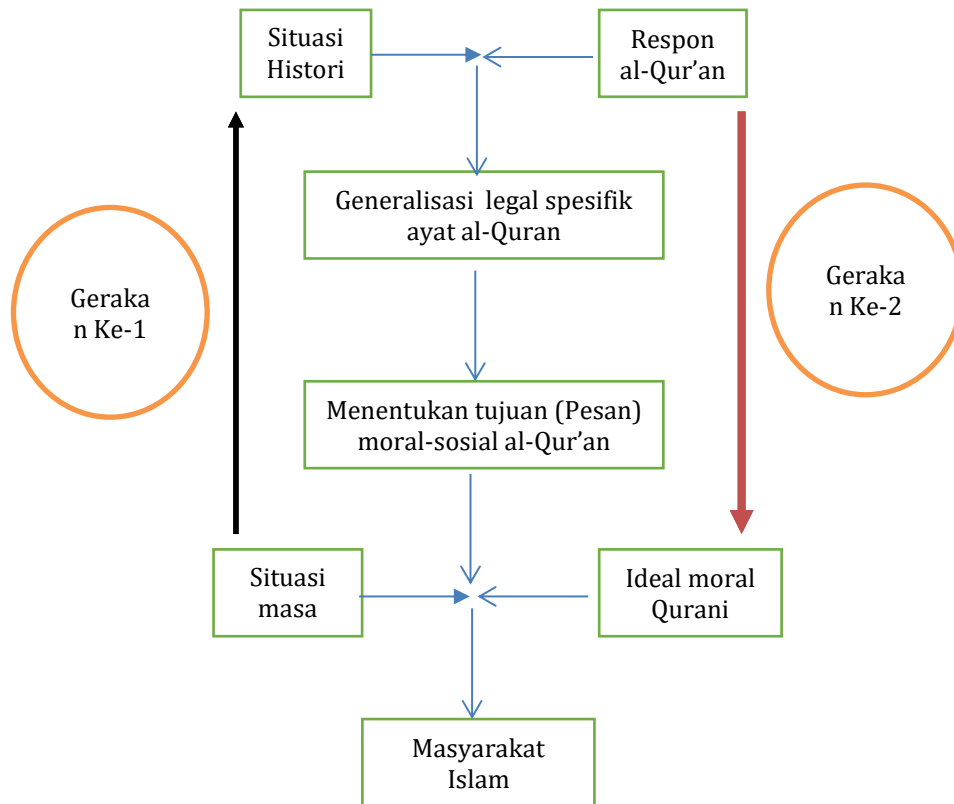 Situasi
Histori
Respon
al-Qur’an
Generalisasi legal spesifik
ayat al-Quran
Geraka
n Ke-1
Geraka
n Ke-2
Menentukan tujuan (Pesan)
moral-sosial al-Qur’an
Situasi
masa
Ideal moral
Qurani
Masyarakat
Islam